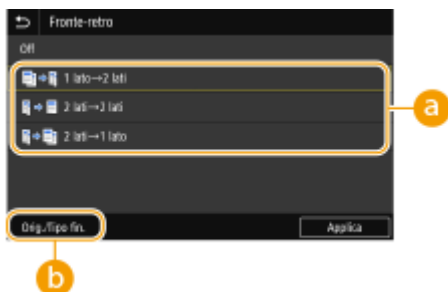 Fronte-retro
Off
1 lato→2 lati
2 lati→2 lati
2 lati→1 lato
a
Orig./Tipo fin.
Applica
b